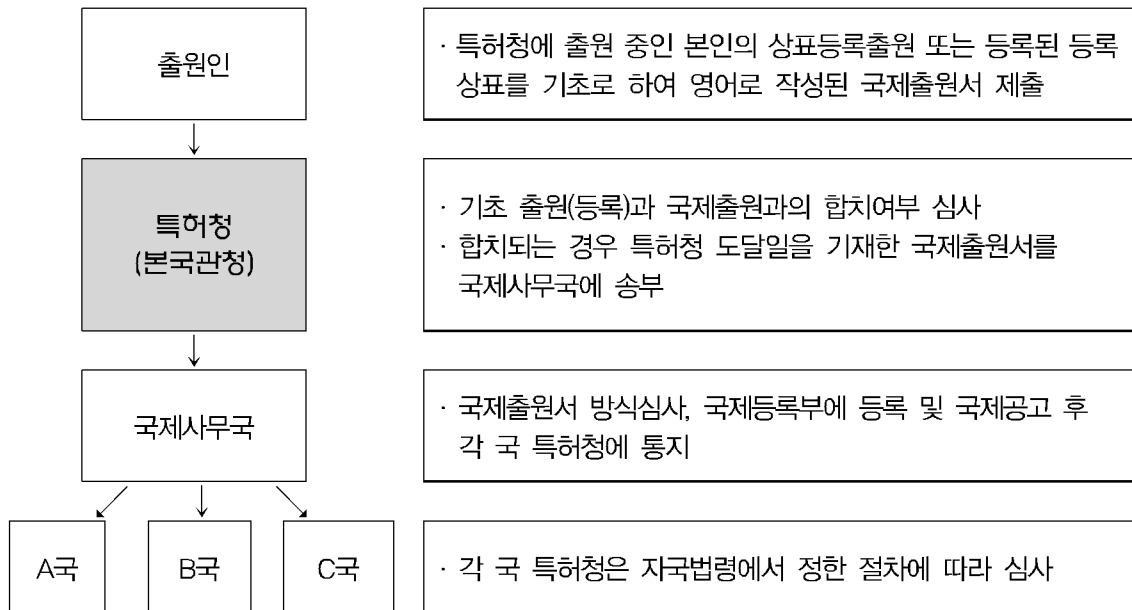 출원인
· 특허청에 출원 중인 본인의 상표등록출원 또는 등록된 등록
상표를 기초로 하여 영어로 작성된 국제출원서 제출
특허청
(본국관청)
· 기초 출원(등록)과 국제출원과의 합치여부 심사
· 합치되는 경우 특허청 도달일을 기재한 국제출원서를
국제사무국에 송부
국제사무국
· 국제출원서 방식심사, 국제등록부에 등록 및 국제공고 후
각 국 특허청에 통지
A국
B국
C국
· 각 국 특허청은 자국법령에서 정한 절차에 따라 심사